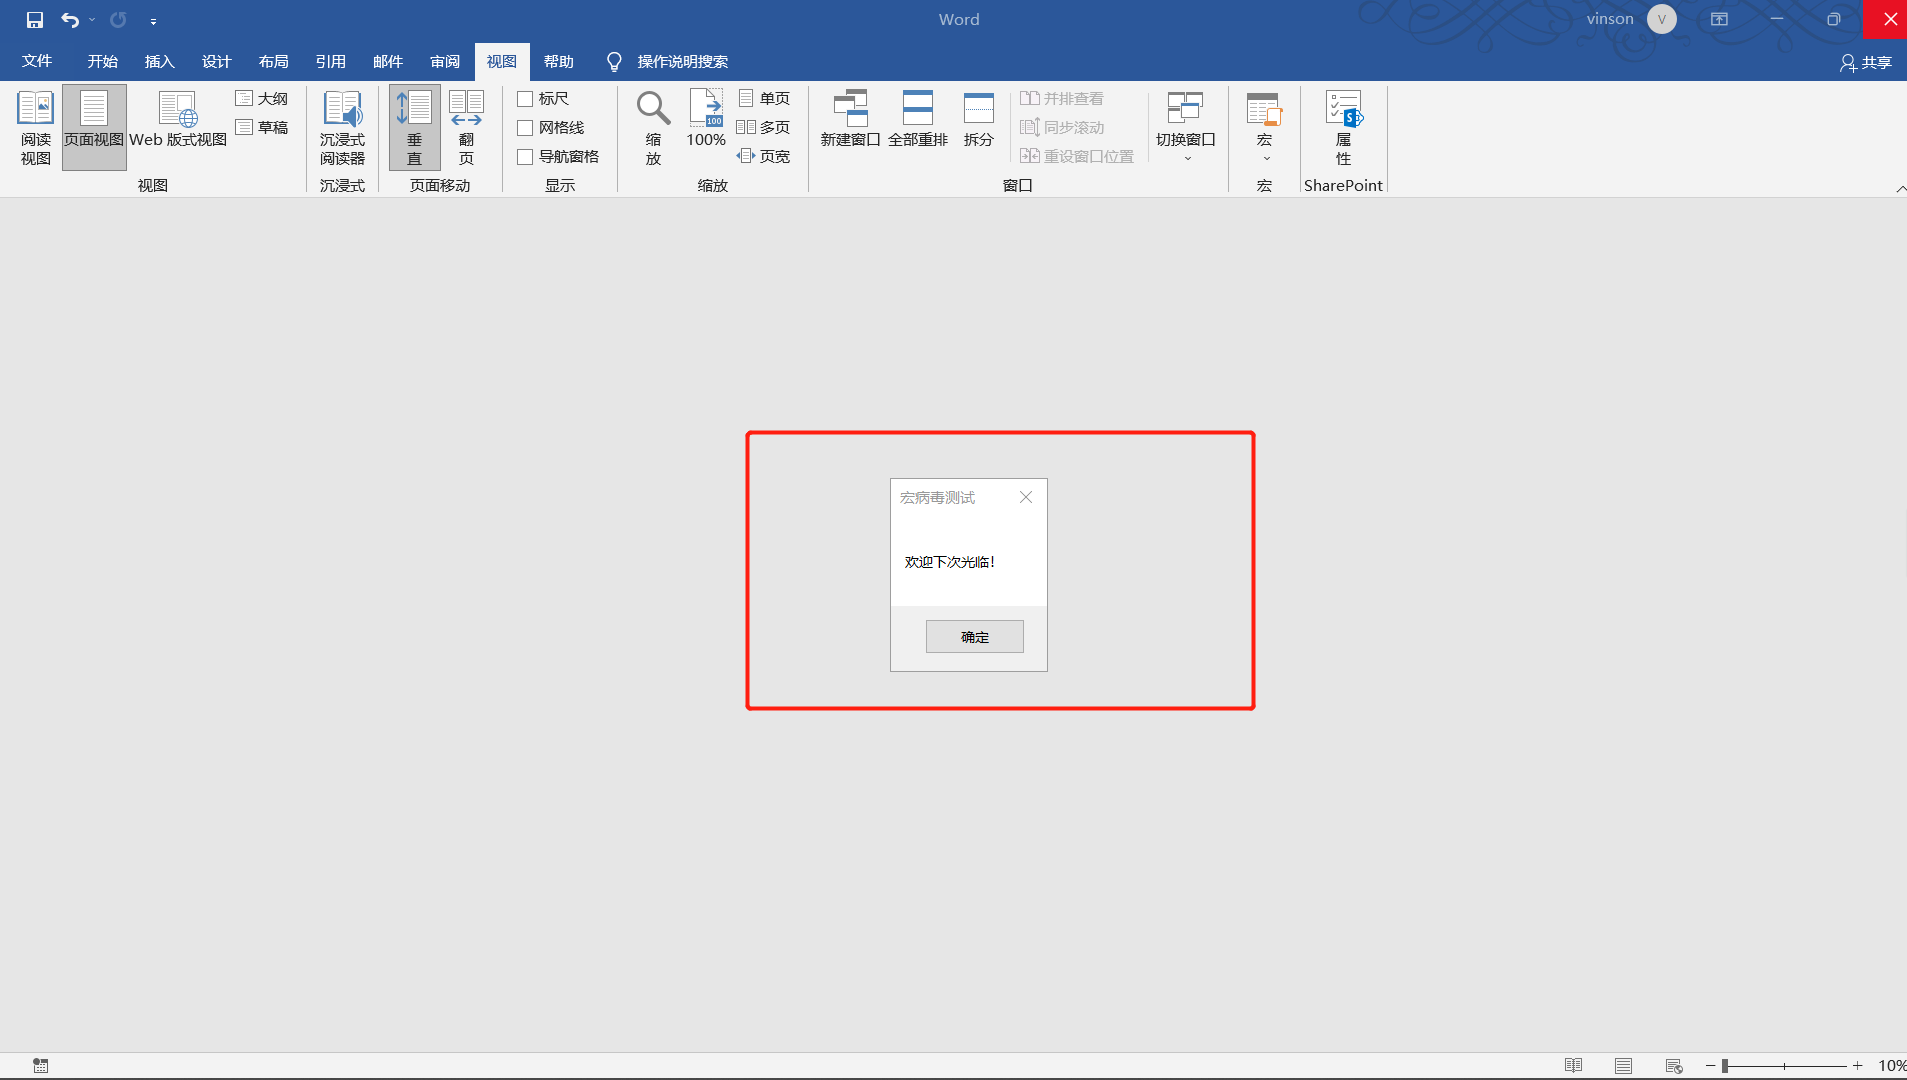 Word
vinson
V
文件 开始 插入 设计 布局 引用 邮件 审阅 视图 帮助 操作说明搜索 共享
阅读
视图
页面视图
Web 版式视图
大纲
草稿
视图
沉浸式
阅读器
沉浸式
垂
直
翻
页
页面移动
标尺
网格线
导航窗格
显示
缩
放
100
100%
单页
多页
页宽
缩放
新建窗口
全部重排
拆分
并排查看
同步滚动
重设窗口位置
切换窗口
窗口
宏
宏
S
属
性
SharePoint
宏病毒测试
欢迎下次光临!
确定
10%